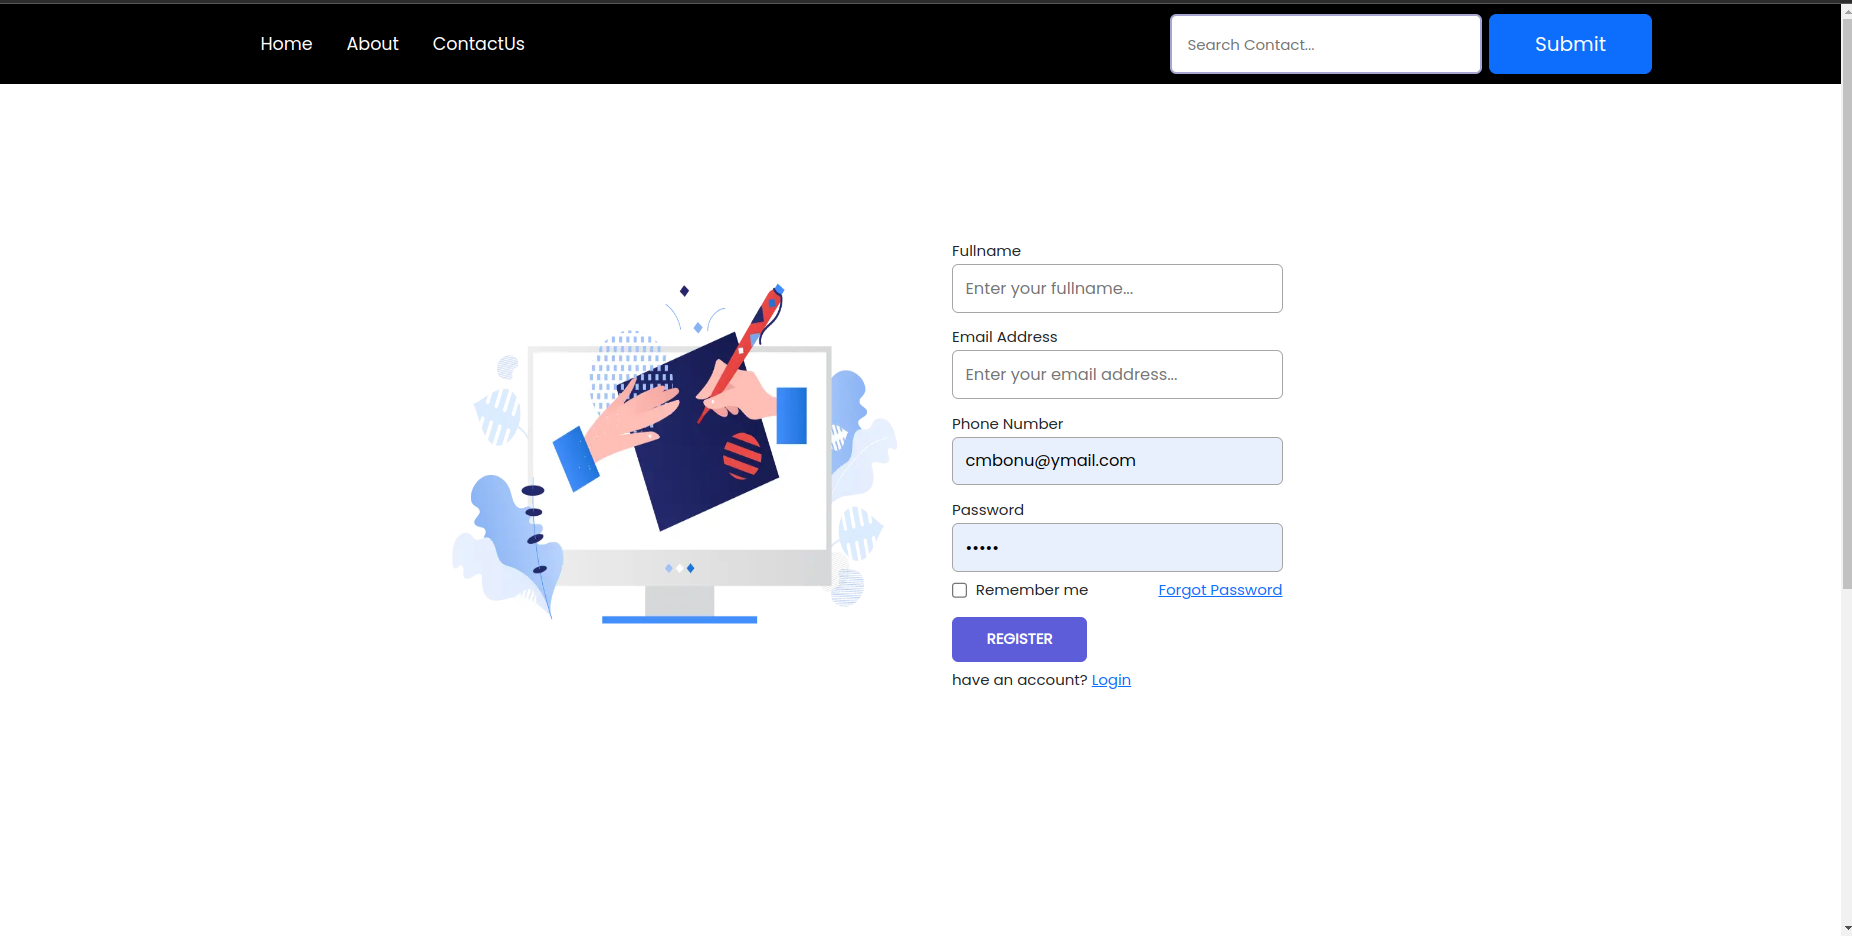 Home About ContactUs Search Contact... Submit
Fullname
Enter your fullname...
Email Address
Enter your email address...
Phone Number
cmbonu@ymail.com
Password
•••••
Remember me Forgot Password
REGISTER
have an account? Login